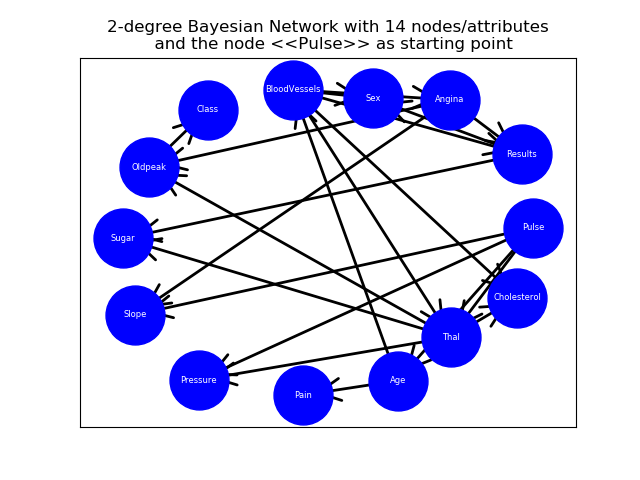 2-degree Bayesian Network with 14 nodes/attributes
and the node <<Pulse>> as starting point
BloodVessels
Sex
Angina
Class
Results
Oldpeak
Pulse
Sugar
Cholesterol
Slope
Thal
Pressure
Age
Pain